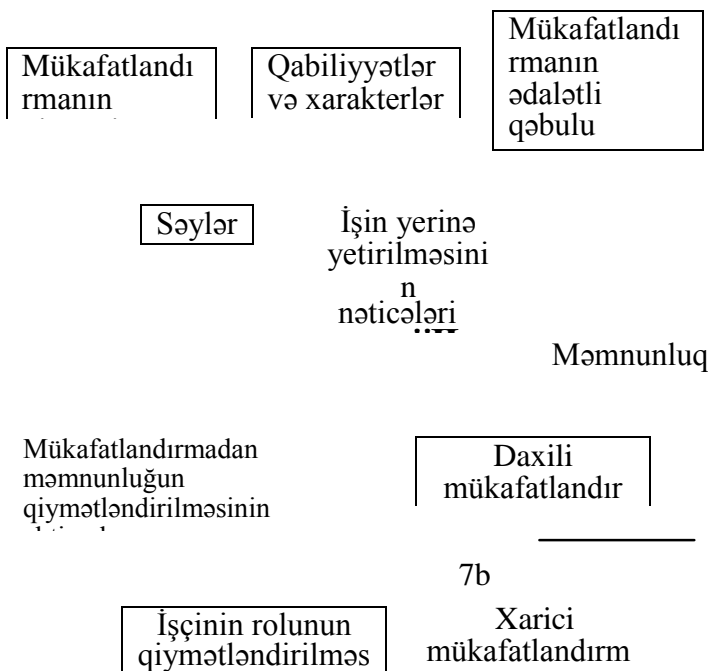 Mükafatlandı
rmanın
Qabiliyyətlər
və xarakterlər
Mükafatlandı
rmanın
ədalətli
qəbulu
Səylər
İşin yerinə
yetirilməsini
n
nəticələri
Məmnunluq
Mükafatlandırmadan
məmnunluğun
qiymətləndirilməsinin
Daxili
mükafatlandır
7b
İşçinin rolunun
qiymətləndirilməs
Xarici
mükafatlandırm